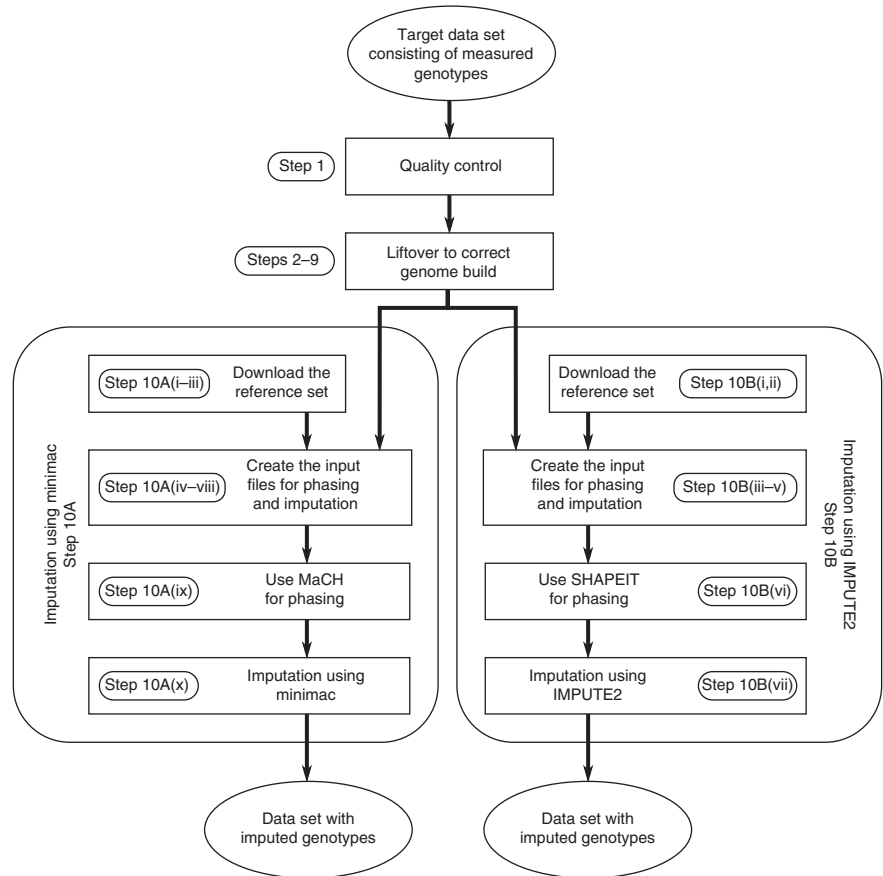 Target data set
consisting of measured
genotypes
Step 1
Quality control
Steps 2–9
Liftover to correct
genome build
Imputation using minimac
Step 10A
Step 10A(i–iii)
Download the
reference set
Step 10A(iv–viii)
Create the input
files for phasing
and imputation
Step 10A(ix)
Use MaCH
for phasing
Step 10A(x)
Imputation using
minimac
Data set with
imputed genotypes
Download the
reference set
Step 10B(i,ii)
Create the input
files for phasing
and imputation
Step 10B(iii–v)
Use SHAPEIT
for phasing
Step 10B(vi)
Imputation using
IMPUTE2
Step 10B(vii)
Imputation using IMPUTE2
Step 10B
Data set with
imputed genotypes